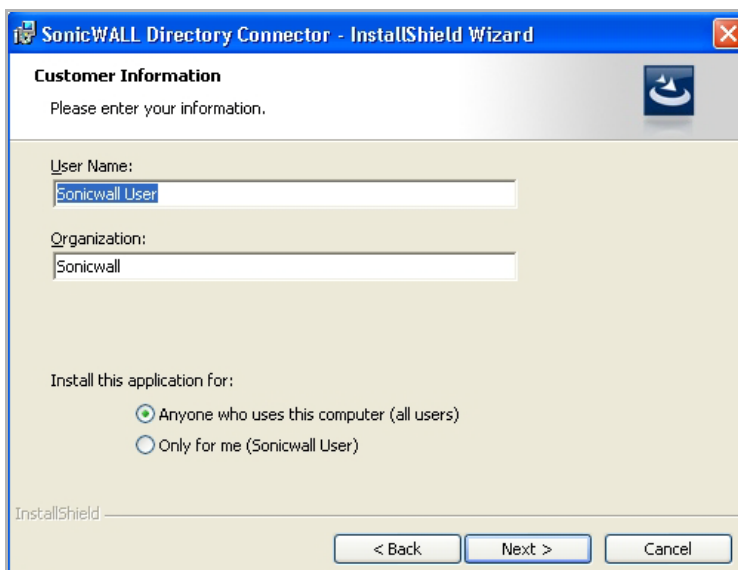 SonicWALL Directory Connector - InstallShield Wizard
Customer Information
Please enter your information.
User Name:
Sonicwall User
Organization:
Sonicwall
Install this application for:
Anyone who uses this computer (all users)
Only for me (Sonicwall User)
InstallShield
< Back Next > Cancel